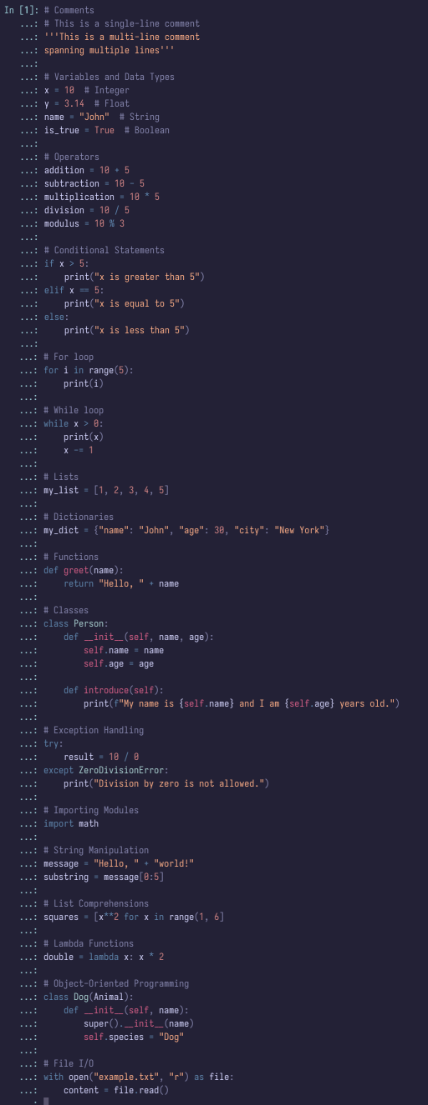 In [1]: # Comments
   ...: # This is a single-line comment
   ...: '''This is a multi-line comment
   ...: spanning multiple lines'''
   ...:
   ...: # Variables and Data Types
   ...: x = 10  # Integer
   ...: y = 3.14  # Float
   ...: name = "John"  # String
   ...: is_true = True  # Boolean
   ...:
   ...: # Operators
   ...: addition = 10 + 5
   ...: subtraction = 10 - 5
   ...: multiplication = 10 * 5
   ...: division = 10 / 5
   ...: modulus = 10 % 3
   ...:
   ...: # Conditional Statements
   ...: if x > 5:
   ...:     print("x is greater than 5")
   ...: elif x == 5:
   ...:     print("x is equal to 5")
   ...: else:
   ...:     print("x is less than 5")
   ...:
   ...: # For loop
   ...: for i in range(5):
   ...:     print(i)
   ...:
   ...: # While loop
   ...: while x > 0:
   ...:     print(x)
   ...:     x -= 1
   ...:
   ...: # Lists
   ...: my_list = [1, 2, 3, 4, 5]
   ...:
   ...: # Dictionaries
   ...: my_dict = {"name": "John", "age": 30, "city": "New York"}
   ...:
   ...: # Functions
   ...: def greet(name):
   ...:     return "Hello, " + name
   ...:
   ...: # Classes
   ...: class Person:
   ...:     def __init__(self, name, age):
   ...:         self.name = name
   ...:         self.age = age
   ...:
   ...:     def introduce(self):
   ...:         print(f"My name is {self.name} and I am {self.age} years old.")
   ...:
   ...: # Exception Handling
   ...: try:
   ...:     result = 10 / 0
   ...: except ZeroDivisionError:
   ...:     print("Division by zero is not allowed.")
   ...:
   ...: # Importing Modules
   ...: import math
   ...:
   ...: # String Manipulation
   ...: message = "Hello, " + "world!"
   ...: substring = message[0:5]
   ...:
   ...: # List Comprehensions
   ...: squares = [x**2 for x in range(1, 6]
   ...:
   ...: # Lambda Functions
   ...: double = lambda x: x * 2
   ...:
   ...: # Object-Oriented Programming
   ...: class Dog(Animal):
   ...:     def __init__(self, name):
   ...:         super().__init__(name)
   ...:         self.species = "Dog"
   ...:
   ...: # File I/O
   ...: with open("example.txt", "r") as file:
   ...:     content = file.read()
   ...: